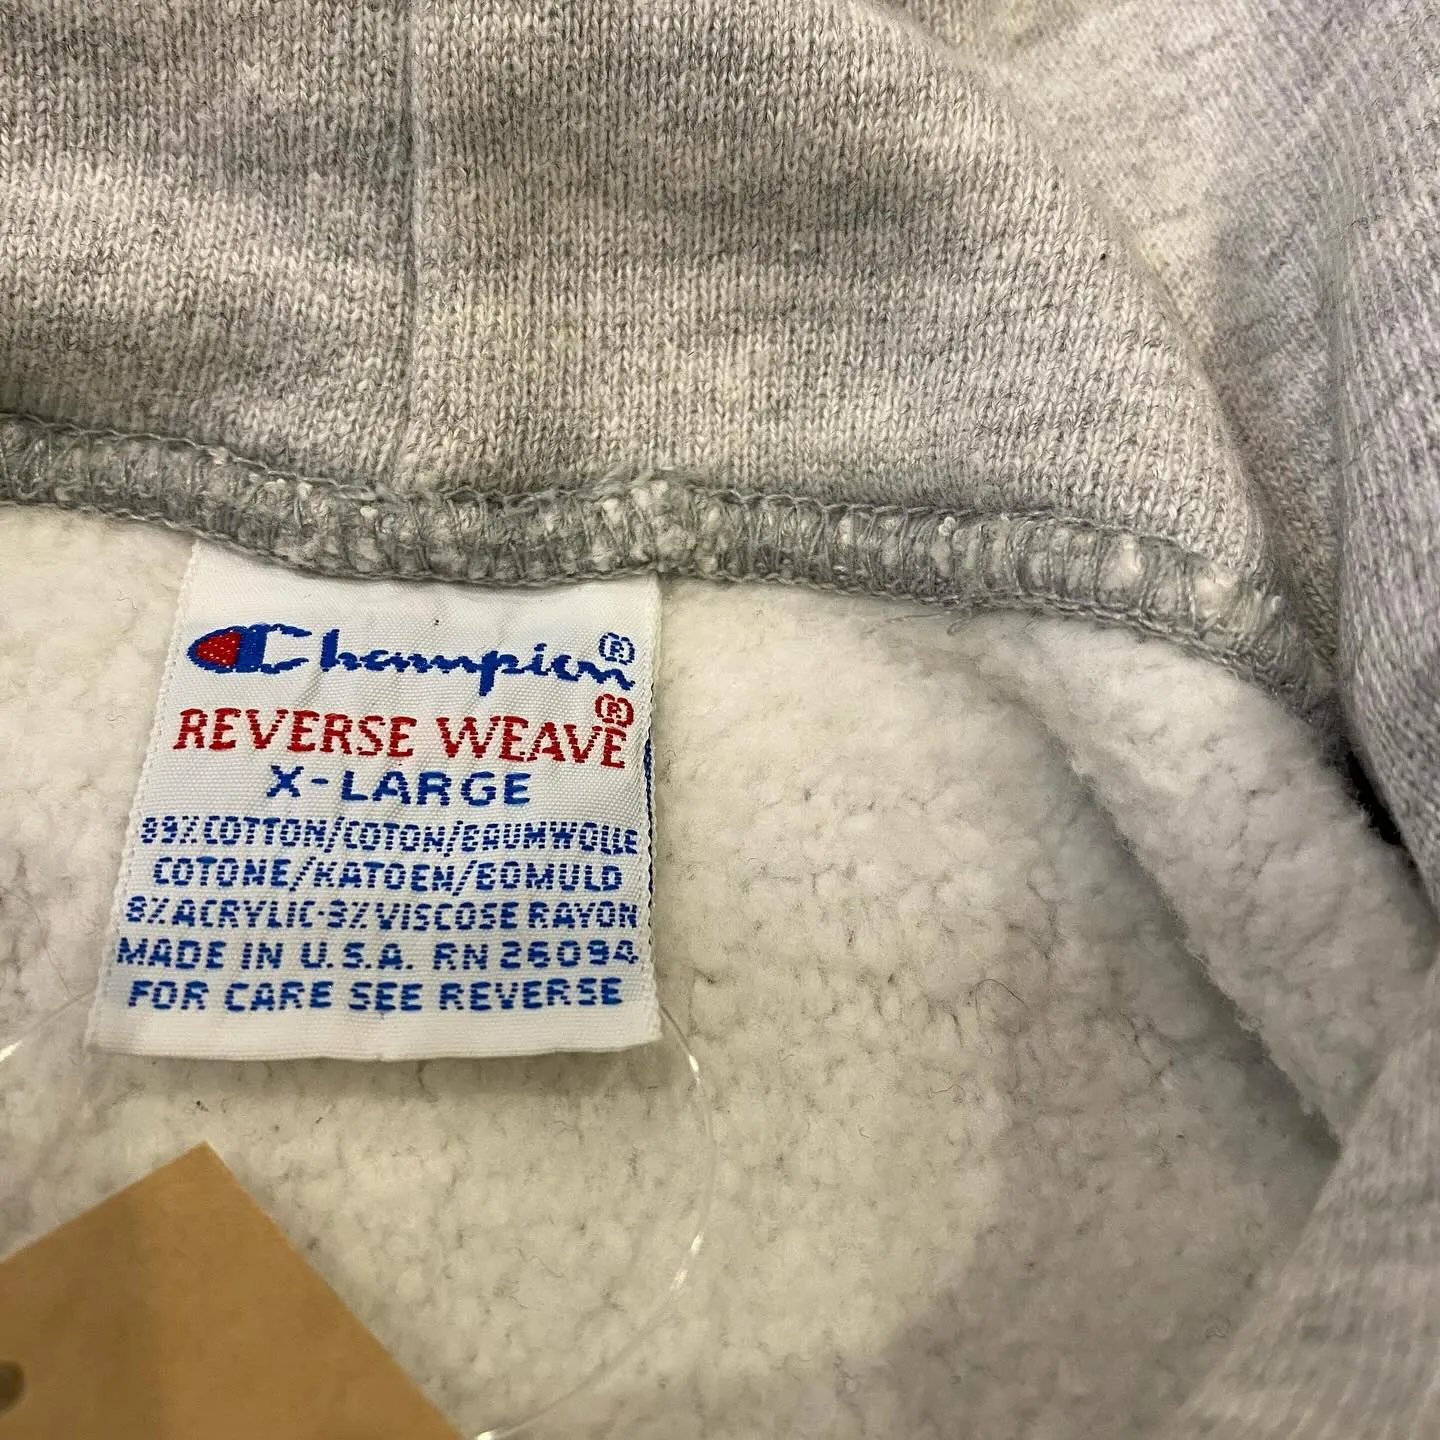 Champion®
REVERSE WEAVE®
X-LARGE
89% COTTON/COTON/BAUMWOLLE
COTONE/KATOEN/BOMULD
8% ACRYLIC-3% VISCOSE RAYON
MADE IN U.S.A. RN 26094
FOR CARE SEE REVERSE